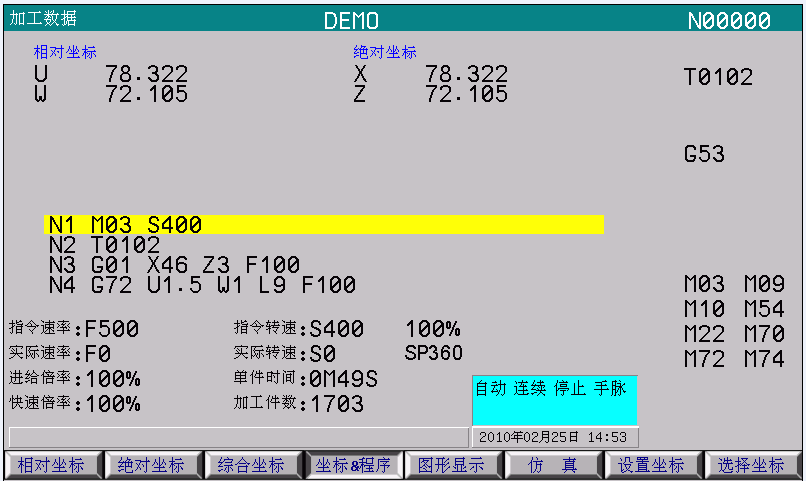 加工数据 DEMO N00000
相对坐标 绝对坐标
U 78.322 X 78.322 T0102
W 72.105 Z 72.105
G53
N1 M03 S400
N2 T0102
N3 G01 X46 Z3 F100
N4 G72 U1.5 W1 L9 F100
M03 M09
M10 M54
M22 M70
M72 M74
指令速率:F500 指令转速:S400 100%
实际速率:F0 实际转速:S0 SP360
进给倍率:100% 单件时间:0M49S
快速倍率:100% 加工件数:1703
自动 连续 停止 手脉
2010年02月25日 14:53
相对坐标 绝对坐标 综合坐标 坐标&程序 图形显示 仿 真 设置坐标 选择坐标